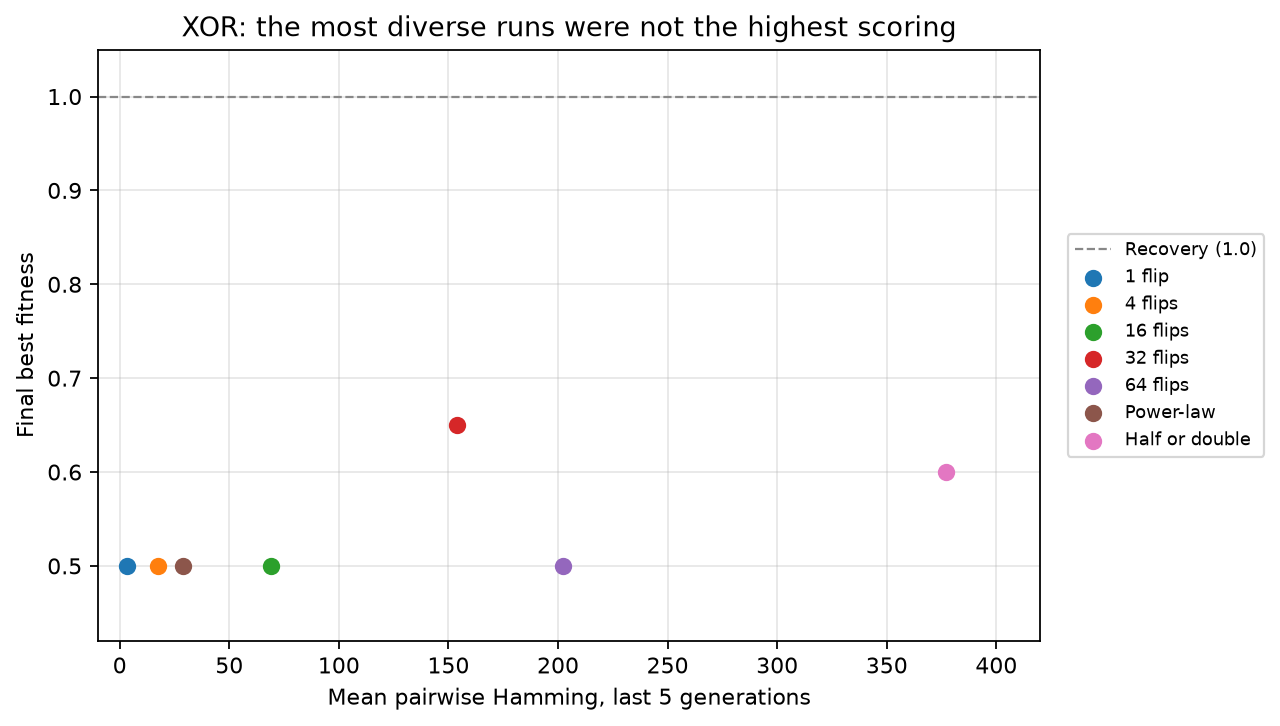 XOR: the most diverse runs were not the highest scoring
Final best fitness
1.0
0.9
0.8
0.7
0.6
0.5
0 50 100 150 200 250 300 350 400
Mean pairwise Hamming, last 5 generations
Recovery (1.0)
1 flip
4 flips
16 flips
32 flips
64 flips
Power-law
Half or double